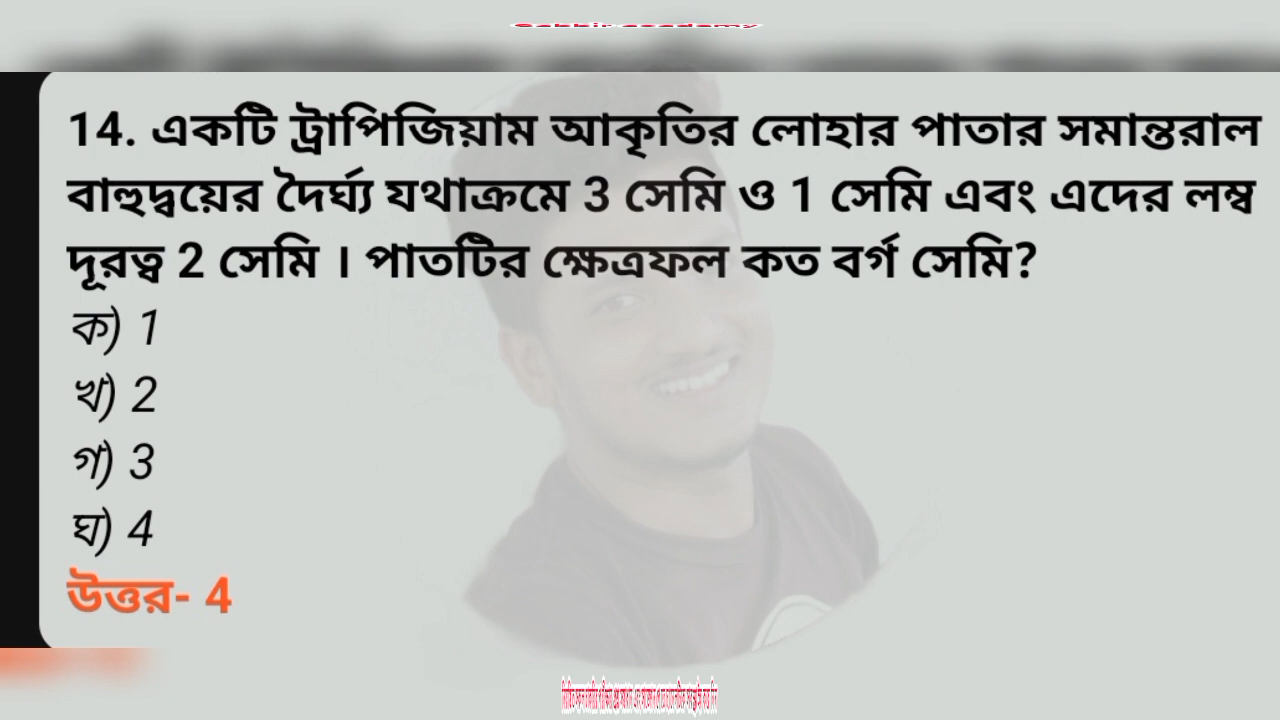 14. একটি ট্রাপিজিয়াম আকৃতির লোহার পাতার সমান্তরাল
বাহুদ্বয়ের দৈর্ঘ্য যথাক্রমে 3 সেমি ও 1 সেমি এবং এদের লম্ব
দূরত্ব 2 সেমি । পাতটির ক্ষেত্রফল কত বর্গ সেমি?
ক) 1
খ) 2
গ) 3
ঘ) 4
উত্তর- 4